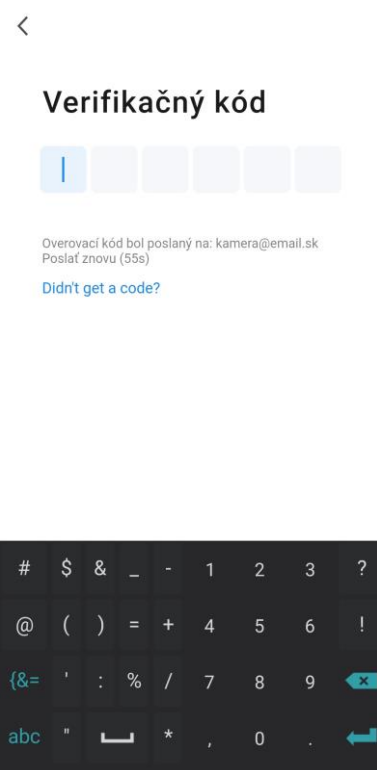 Verifikačný kód
Overovací kód bol poslaný na: kamera@email.sk
Poslať znovu (55s)
Didn't get a code?
# $ & _ - 1 2 3 ?
@ ( ) = + 4 5 6 !
{&= ' : % / 7 8 9
abc " * , 0 .